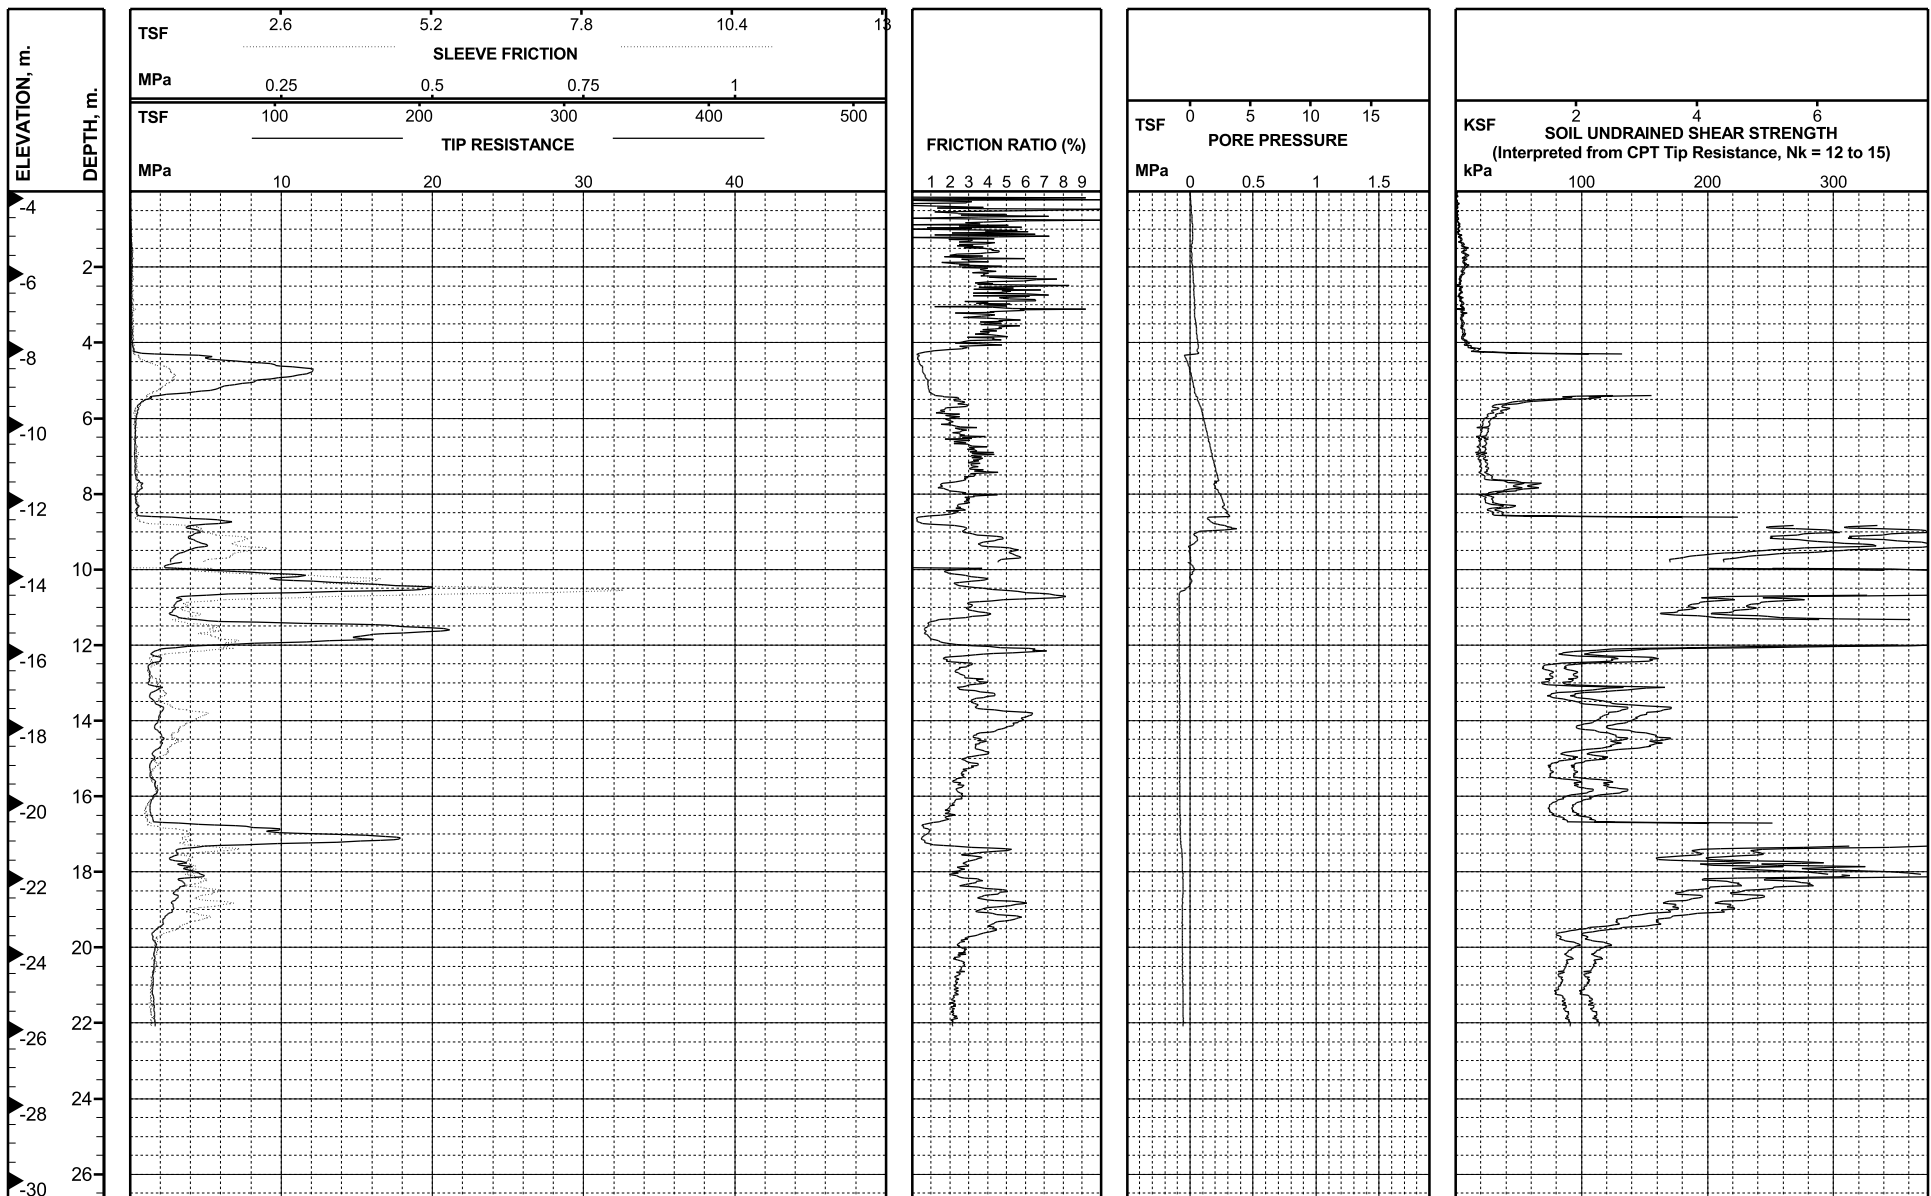 ELEVATION, m.
DEPTH, m.
TSF 2.6 5.2 7.8 10.4 13
SLEEVE FRICTION
MPa 0.25 0.5 0.75 1
TSF 100 200 300 400 500
TIP RESISTANCE
MPa
10 20 30 40
FRICTION RATIO (%)
1 2 3 4 5 6 7 8 9
TSF 0 5 10 15
PORE PRESSURE
MPa
0 0.5 1 1.5
KSF 2 4 6
SOIL UNDRAINED SHEAR STRENGTH
(Interpreted from CPT Tip Resistance, Nk = 12 to 15)
kPa
100 200 300
-4
2
-6
4
-8
6
-10
8
-12
10
-14
12
-16
14
-18
16
-20
18
-22
20
-24
22
-26
24
-28
26
-30